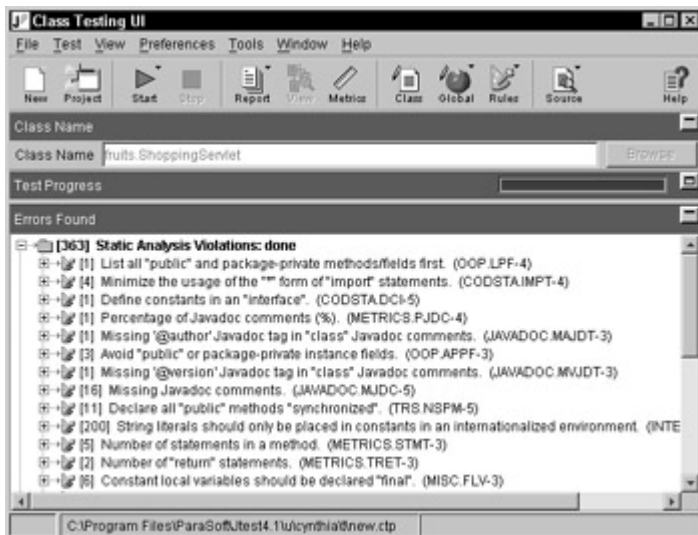 Class Testing UI
File Test View Preferences Tools Window Help
New Project Start Stop Report View Metrics Class Global Rules Source Help
Class Name
Class Name fruits.ShoppingServlet Browse
Test Progress
Errors Found
[363] Static Analysis Violations: done
[1] List all "public" and package-private methods/fields first. (OOP.LPF-4)
[4] Minimize the usage of the "*" form of "import" statements. (CODSTA.IMPT-4)
[1] Define constants in an "interface". (CODSTA.DCI-5)
[1] Percentage of Javadoc comments (%). (METRICS.PJDC-4)
[1] Missing '@author' Javadoc tag in "class" Javadoc comments. (JAVADOC.MAJDT-3)
[3] Avoid "public" or package-private instance fields. (OOP.APPF-3)
[1] Missing '@version' Javadoc tag in "class" Javadoc comments. (JAVADOC.MVJDT-3)
[16] Missing Javadoc comments. (JAVADOC.MJDC-5)
[11] Declare all "public" methods "synchronized". (TRS.NSPM-5)
[200] String literals should only be placed in constants in an internationalized environment. (INTE
[5] Number of statements in a method. (METRICS.STMT-3)
[2] Number of "return" statements. (METRICS.TRET-3)
[6] Constant local variables should be declared "final". (MISC.FLV-3)
C:\Program Files\ParaSoft\Jtest4.1\u\cynthia\t\new.ctp